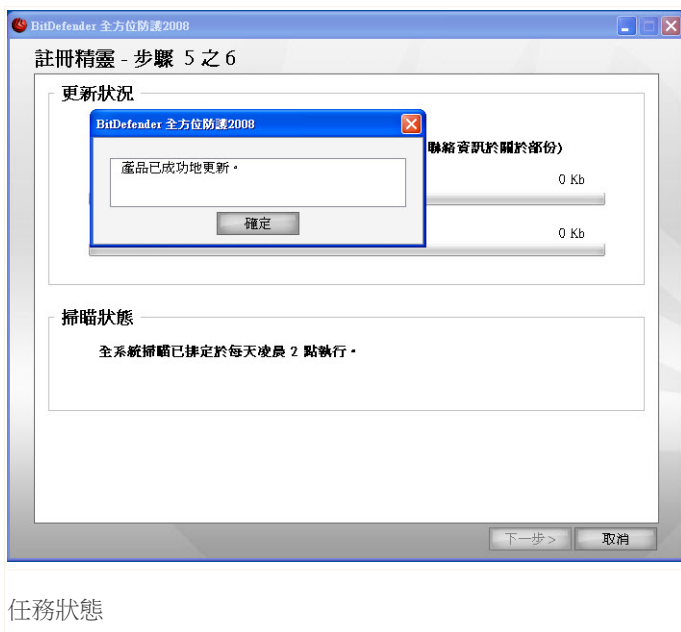 BitDefender 全方位防護2008
註冊精靈 - 步驟 5 之 6
更新狀況
BitDefender 全方位防護2008
聯絡資訊於關於部份)
產品已成功地更新。
0 Kb
確定
0 Kb
掃瞄狀態
全系統掃瞄已排定於每天凌晨 2 點執行。
下一步 >
取消
任務狀態